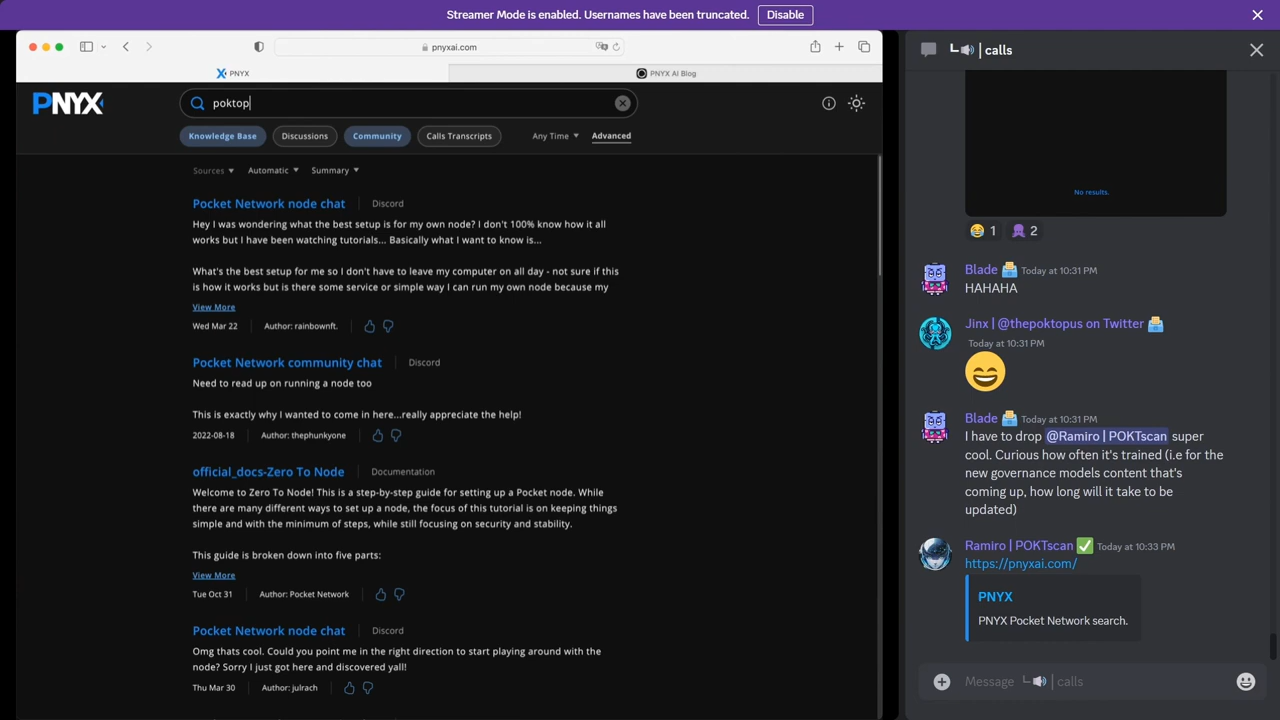 Streamer Mode is enabled. Usernames have been truncated. Disable
pnyxai.com
PNYX
PNYX AI Blog
PNYX
poktop
Knowledge Base Discussions Community Calls Transcripts Any Time Advanced
Sources Automatic Summary
Pocket Network node chat Discord
Hey I was wondering what the best setup is for my own node? I don't 100% know how it all
works but I have been watching tutorials... Basically what I want to know is...
What's the best setup for me so I don't have to leave my computer on all day - not sure if this
is how it works but is there some service or simple way I can run my own node because my
View More
Wed Mar 22 Author: rainbownft.
Pocket Network community chat Discord
Need to read up on running a node too
This is exactly why I wanted to come in here...really appreciate the help!
2022-08-18 Author: thephunkyone
official_docs-Zero To Node Documentation
Welcome to Zero To Node! This is a step-by-step guide for setting up a Pocket node. While
there are many different ways to set up a node, the focus of this tutorial is on keeping things
simple and with the minimum of steps, while still focusing on security and stability.
This guide is broken down into five parts:
View More
Tue Oct 31 Author: Pocket Network
Pocket Network node chat Discord
Omg thats cool. Could you point me in the right direction to start playing around with the
node? Sorry I just got here and discovered yall!
Thu Mar 30 Author: julrach
calls
No results.
1 2
Blade Today at 10:31 PM
HAHAHA
Jinx | @thepoktopus on Twitter
Today at 10:31 PM
Blade Today at 10:31 PM
I have to drop @Ramiro | POKTscan super
cool. Curious how often it's trained (i.e for the
new governance models content that's
coming up, how long will it take to be
updated)
Ramiro | POKTscan Today at 10:33 PM
https://pnyxai.com/
PNYX
PNYX Pocket Network search.
Message calls